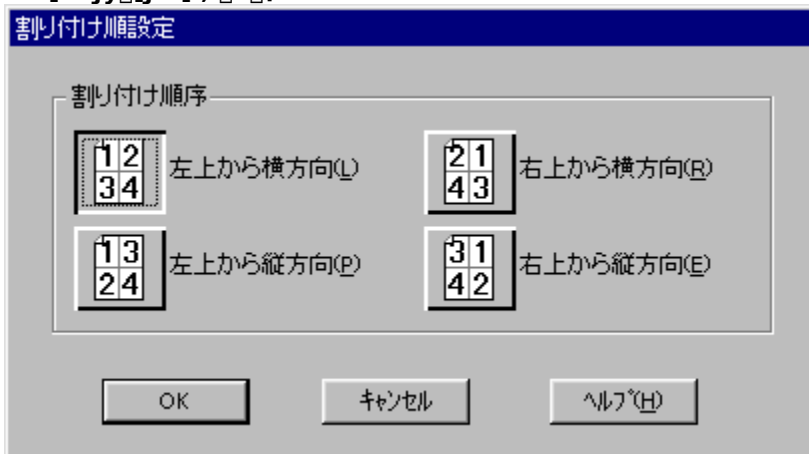 割り付け順設定
割り付け順序
12
34
左上から横方向(L)
21
43
右上から横方向(R)
13
24
左上から縦方向(P)
31
42
右上から縦方向(E)
OK
ｷｬﾝｾﾙ
ﾍﾙﾌﾟ(H)